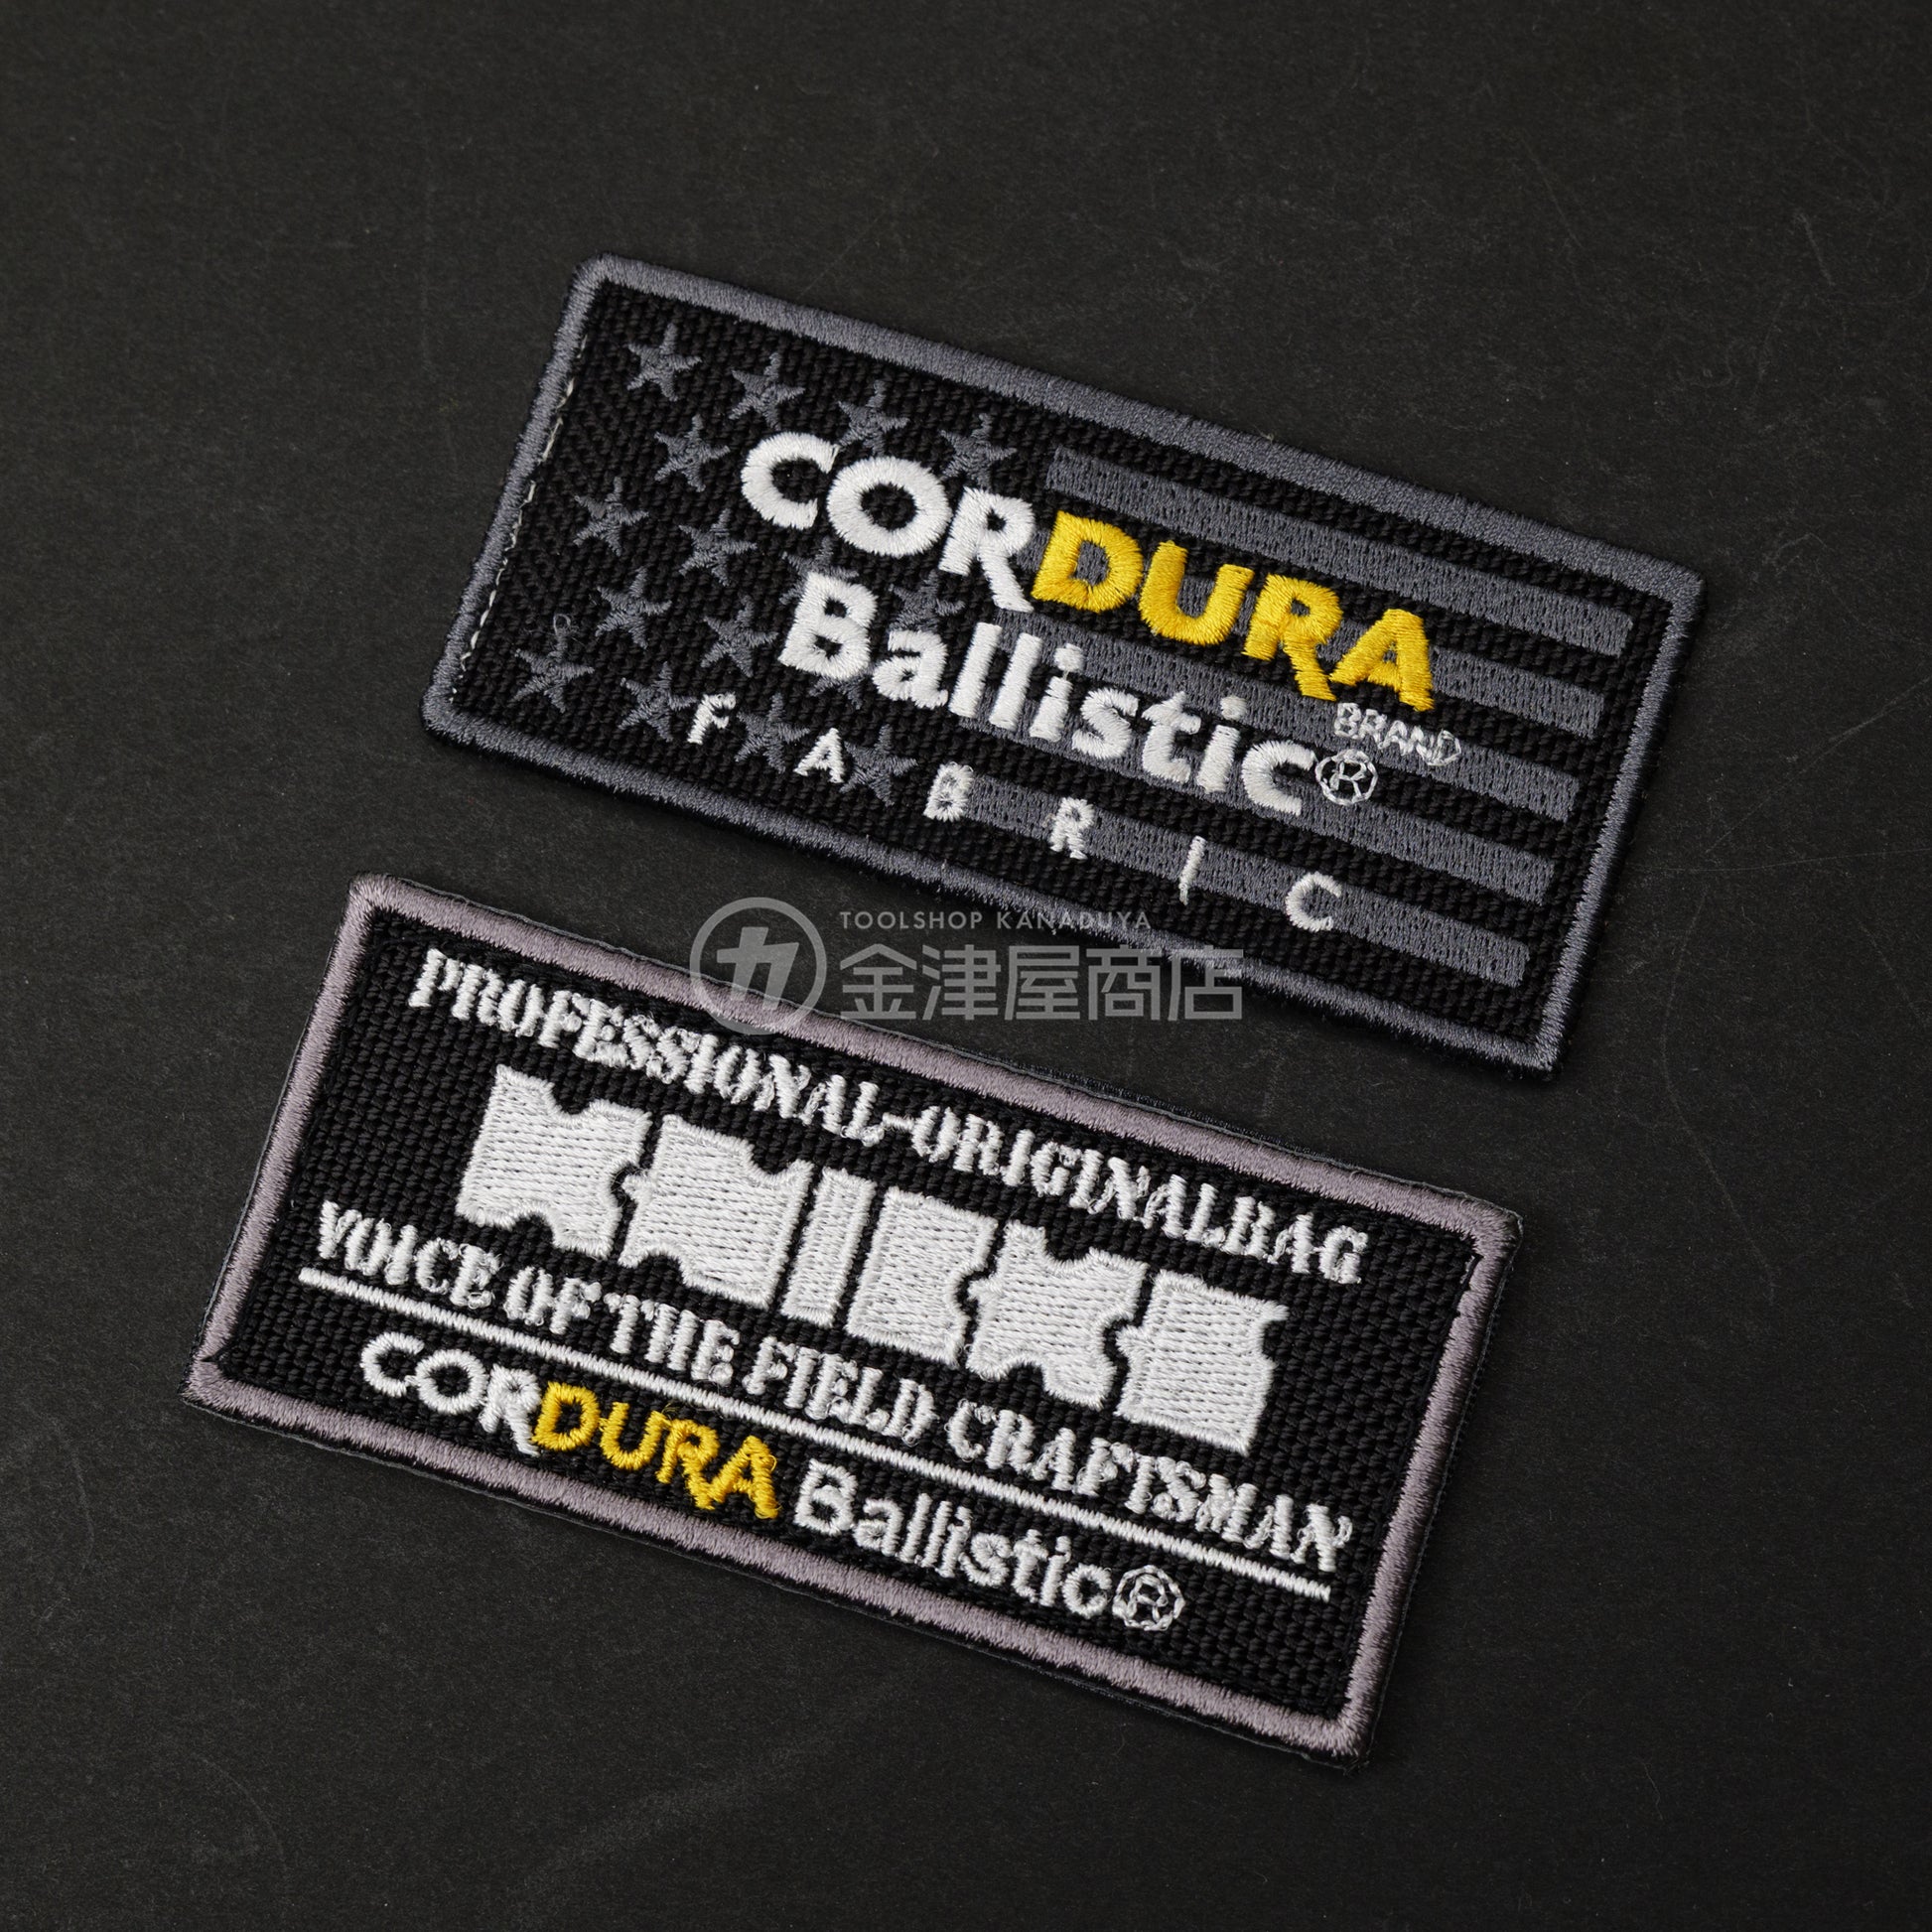 CORDURA
BRAND
Ballistic®
FABRIC
TOOLSHOP KANADUYA
金津屋商店
PROFESSIONAL-ORIGINALBAG
KNICKS
VOICE OF THE FIELD CRAFTSMAN
CORDURA Ballistic®